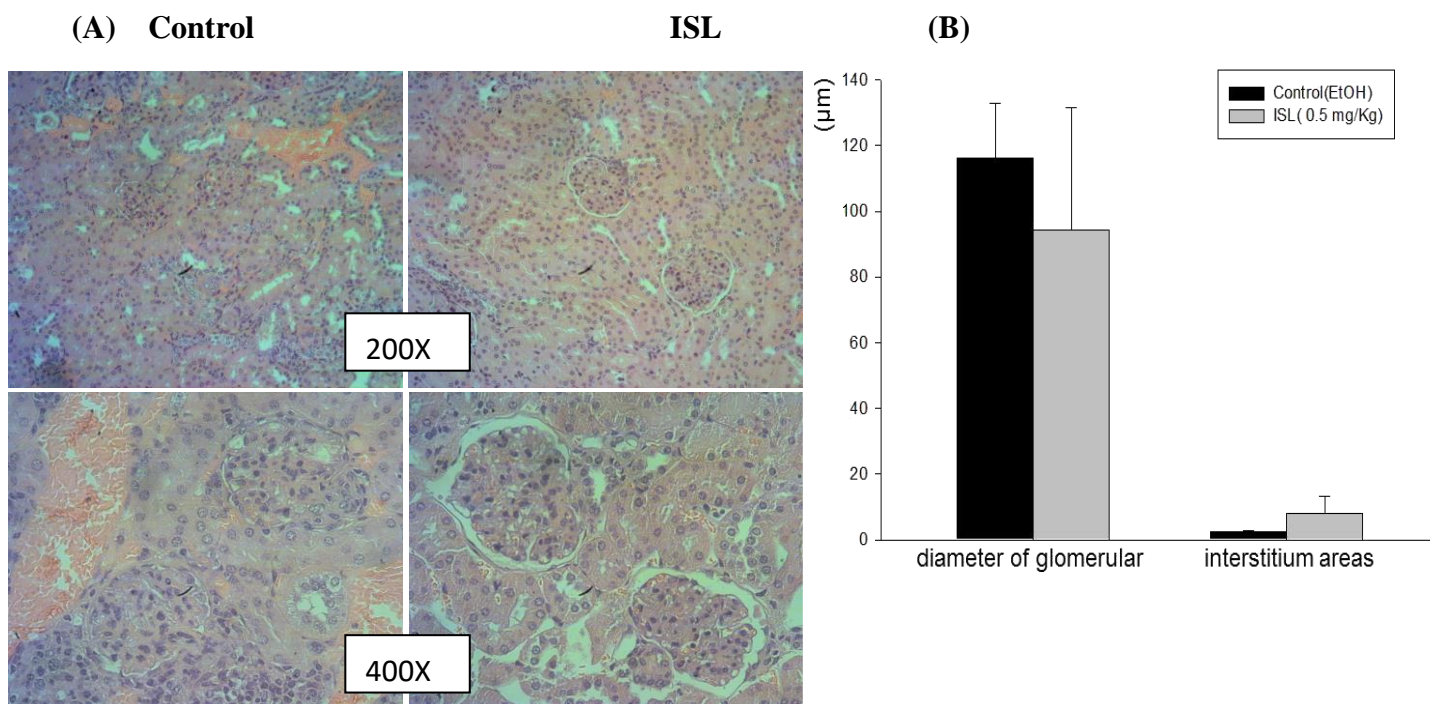 (A) Control ISL (B)
200X
400X
(μm)
140
120
100
80
60
40
20
0
Control(EtOH)
ISL( 0.5 mg/Kg)
diameter of glomerular interstitium areas